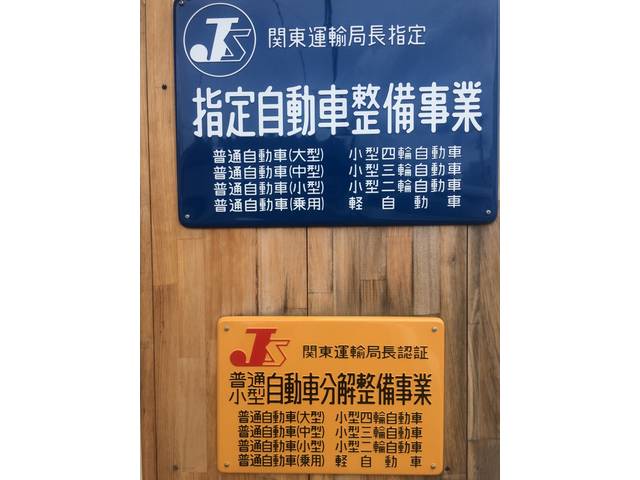 JS 関東運輸局長指定
指定自動車整備事業
普通自動車(大型) 小型四輪自動車
普通自動車(中型) 小型三輪自動車
普通自動車(小型) 小型二輪自動車
普通自動車(乗用) 軽自動車
JS 関東運輸局長認証
普通小型自動車分解整備事業
普通自動車(大型) 小型四輪自動車
普通自動車(中型) 小型三輪自動車
普通自動車(小型) 小型二輪自動車
普通自動車(乗用) 軽自動車